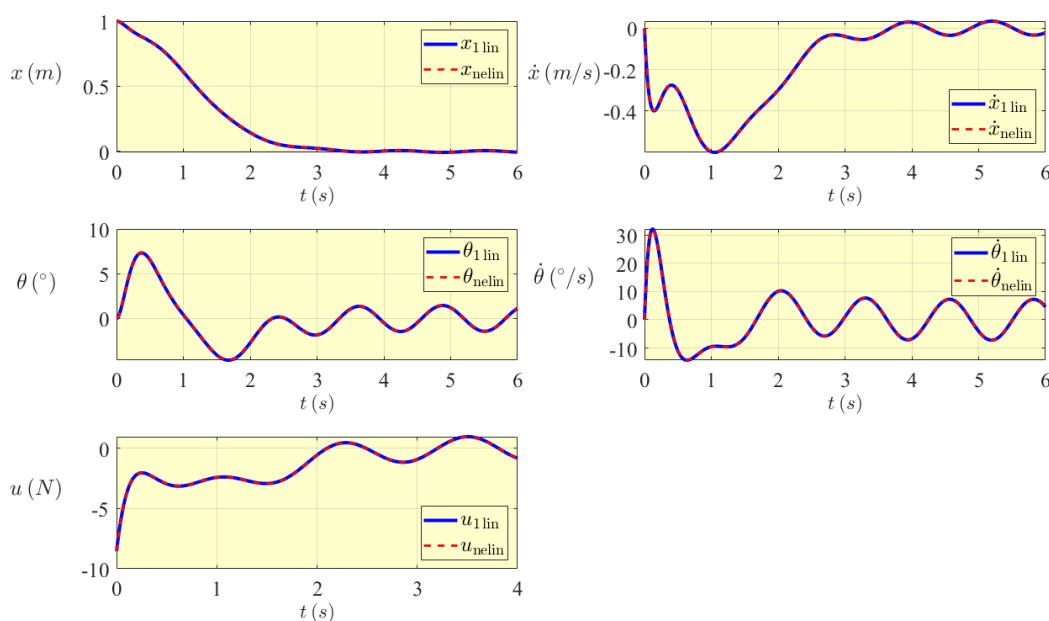 x (m)
1
0.5
0
x1 lin
xnelin
0 1 2 3 4 5 6
t (s)
ẋ (m/s)
0
-0.2
-0.4
ẋ1 lin
ẋnelin
0 1 2 3 4 5 6
t (s)
θ (°)
10
5
0
θ1 lin
θnelin
0 1 2 3 4 5 6
t (s)
θ̇ (°/s)
30
20
10
0
-10
θ̇1 lin
θ̇nelin
0 1 2 3 4 5 6
t (s)
u (N)
0
-5
-10
u1 lin
unelin
0 1 2 3 4
t (s)